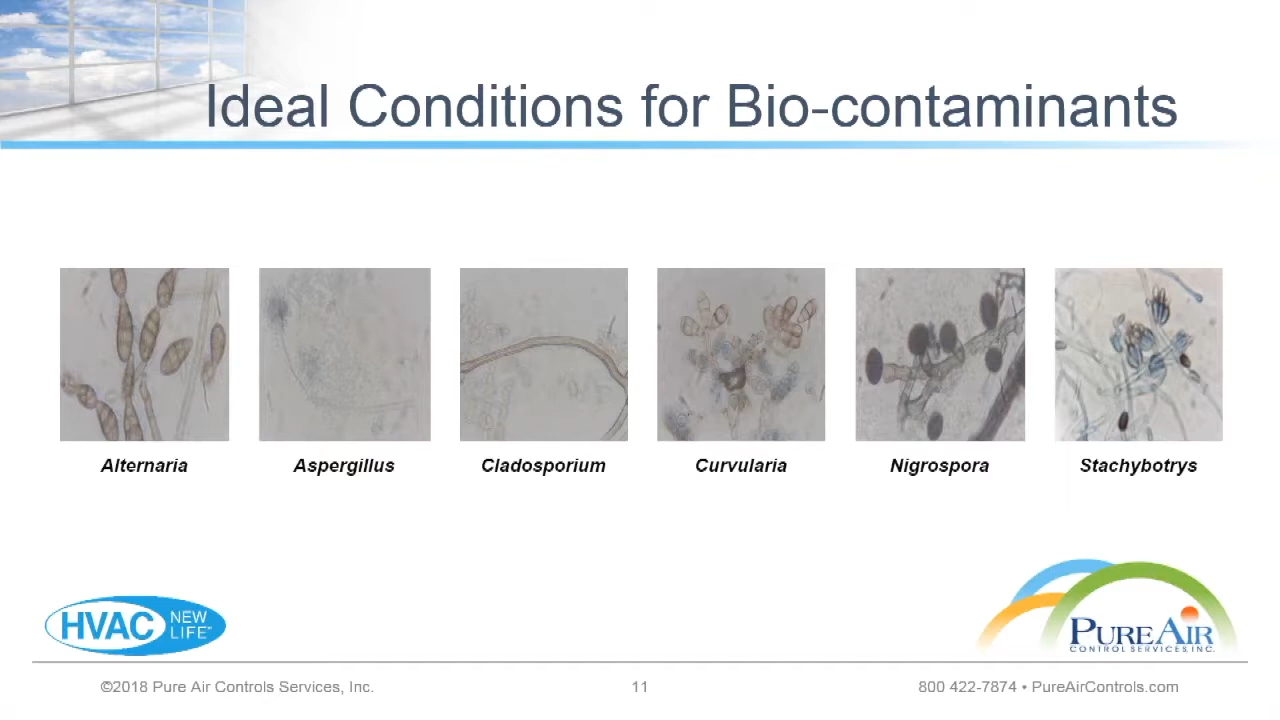 Ideal Conditions for Bio-contaminants
Alternaria
Aspergillus
Cladosporium
Curvularia
Nigrospora
Stachybotrys
HVAC NEW LIFE™
PURE AIR
CONTROL SERVICES, INC.
©2018 Pure Air Controls Services, Inc.
11
800 422-7874 • PureAirControls.com